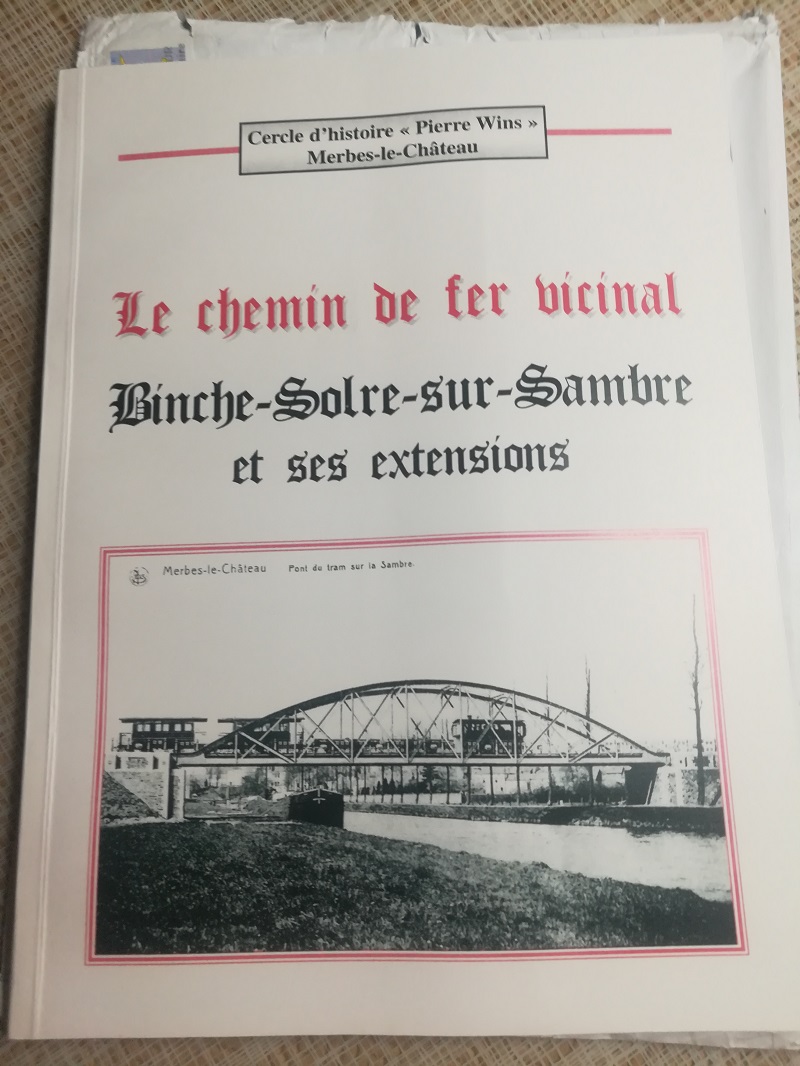 Cercle d'histoire « Pierre Wins »
Merbes-le-Château
Le chemin de fer vicinal
Binche-Solre-sur-Sambre
et ses extensions
Merbes-le-Château Pont du tram sur la Sambre.